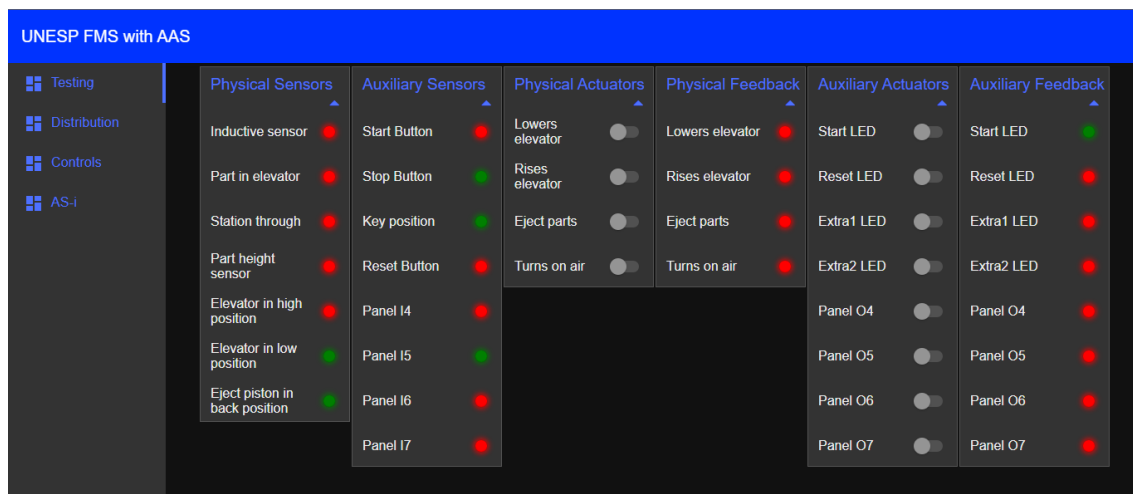 UNESP FMS with AAS
Testing
Distribution
Controls
AS-i
Physical Sensors
Inductive sensor
Part in elevator
Station through
Part height
sensor
Elevator in high
position
Elevator in low
position
Eject piston in
back position
Auxiliary Sensors
Start Button
Stop Button
Key position
Reset Button
Panel I4
Panel I5
Panel I6
Panel I7
Physical Actuators
Lowers
elevator
Rises
elevator
Eject parts
Turns on air
Physical Feedback
Lowers elevator
Rises elevator
Eject parts
Turns on air
Auxiliary Actuators
Start LED
Reset LED
Extra1 LED
Extra2 LED
Panel O4
Panel O5
Panel O6
Panel O7
Auxiliary Feedback
Start LED
Reset LED
Extra1 LED
Extra2 LED
Panel O4
Panel O5
Panel O6
Panel O7